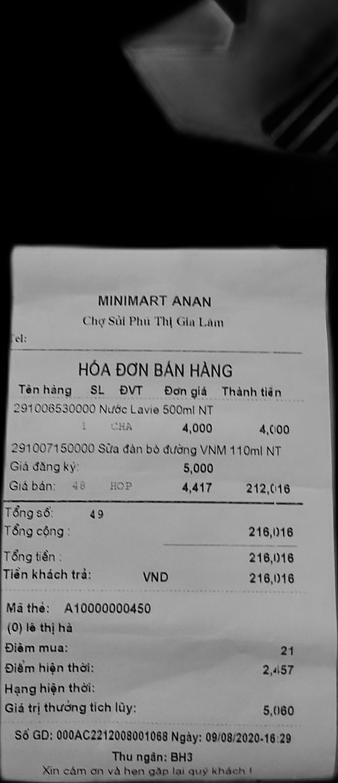 MINIMART ANAN
Chợ Sủi Phú Thị Gia Lâm
Tel:
HÓA ĐƠN BÁN HÀNG
Tên hàng SL ĐVT Đơn giá Thành tiền
291006530000 Nước Lavie 500ml NT
1 CHA 4,000 4,000
291007150000 Sữa đàn bò đường VNM 110ml NT
Giá đăng ký: 5,000
Giá bán: 48 HOP 4,417 212,016
Tổng số: 49
Tổng cộng : 216,016
Tổng tiền : 216,016
Tiền khách trả: VND 216,016
Mã thẻ: A10000000450
(0) lê thị hà
Điểm mua: 21
Điểm hiện thời: 2,457
Hạng hiện thời:
Giá trị thưởng tích lũy: 5,060
Số GD: 000AC2212008001068 Ngày: 09/08/2020-16:29
Thu ngân: BH3
Xin cảm ơn và hẹn gặp lại quý khách !